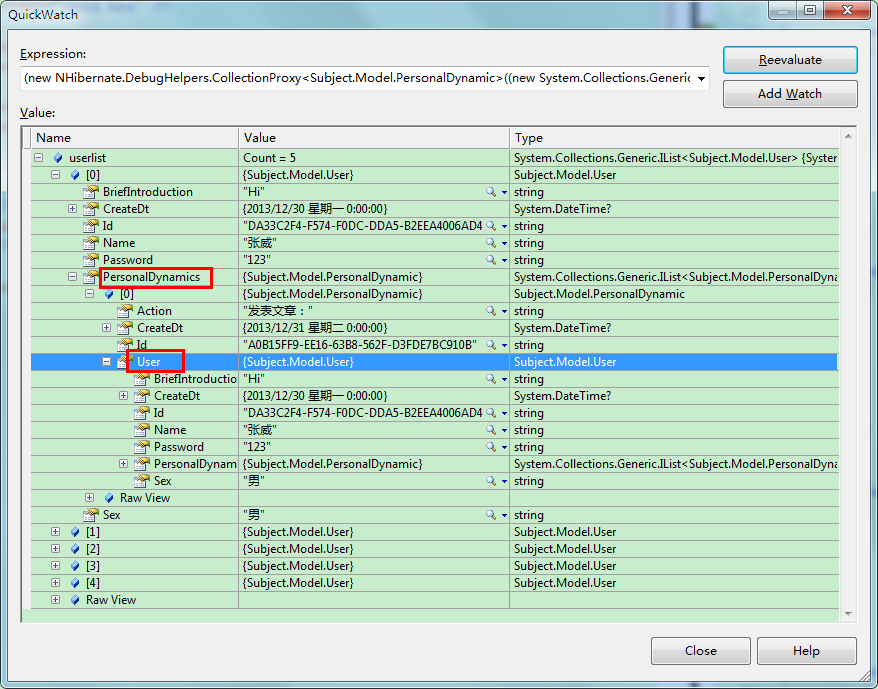 QuickWatch
Expression:
(new NHibernate.DebugHelpers.CollectionProxy<Subject.Model.PersonalDynamic>((new System.Collections.Generic
Reevaluate
Add Watch
Value:
Name Value Type
userlist Count = 5 System.Collections.Generic.IList<Subject.Model.User> {System
[0] {Subject.Model.User} Subject.Model.User
BriefIntroduction "Hi" string
CreateDt {2013/12/30 星期一 0:00:00} System.DateTime?
Id "DA33C2F4-F574-F0DC-DDA5-B2EEA4006AD4 string
Name "张威" string
Password "123" string
PersonalDynamics {Subject.Model.PersonalDynamic} System.Collections.Generic.IList<Subject.Model.PersonalDyna
[0] {Subject.Model.PersonalDynamic} Subject.Model.PersonalDynamic
Action "发表文章：" string
CreateDt {2013/12/31 星期二 0:00:00} System.DateTime?
Id "A0B15FF9-EE16-63B8-562F-D3FDE7BC910B" string
User {Subject.Model.User} Subject.Model.User
BriefIntroductio "Hi" string
CreateDt {2013/12/30 星期一 0:00:00} System.DateTime?
Id "DA33C2F4-F574-F0DC-DDA5-B2EEA4006AD4 string
Name "张威" string
Password "123" string
PersonalDynam {Subject.Model.PersonalDynamic} System.Collections.Generic.IList<Subject.Model.PersonalDyna
Sex "男" string
Raw View
Sex "男" string
[1] {Subject.Model.User} Subject.Model.User
[2] {Subject.Model.User} Subject.Model.User
[3] {Subject.Model.User} Subject.Model.User
[4] {Subject.Model.User} Subject.Model.User
Raw View
Close Help